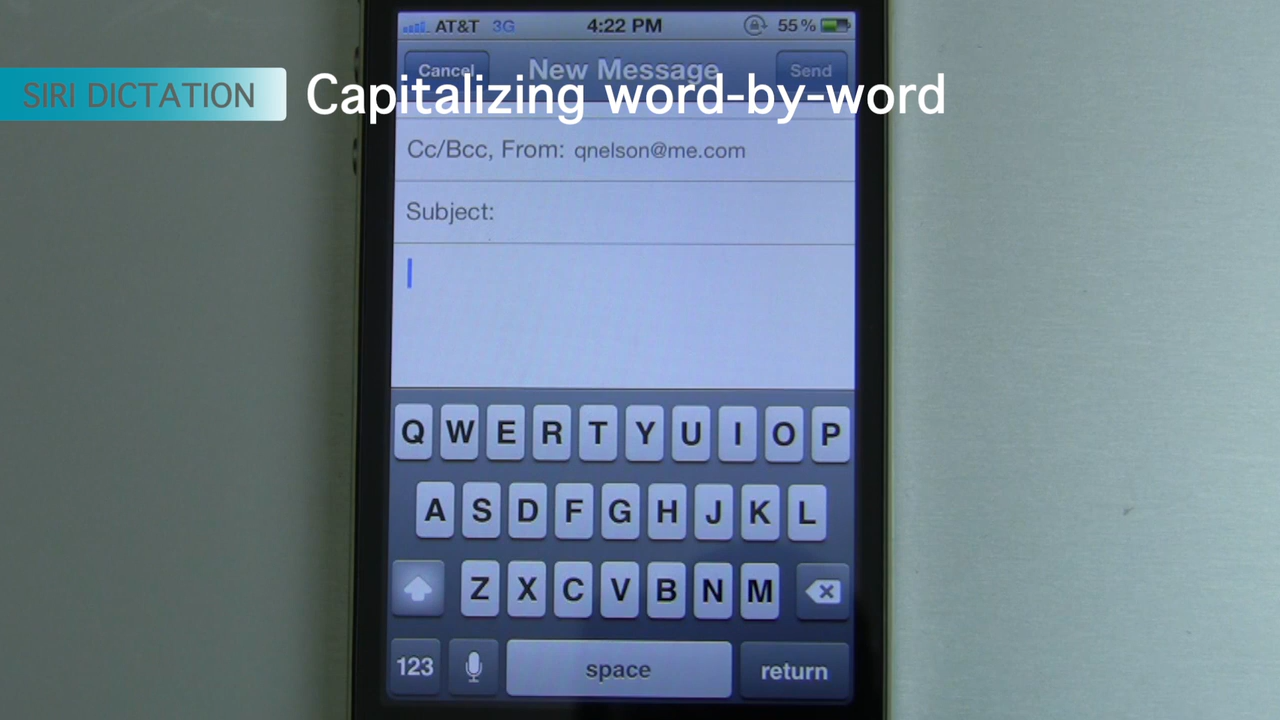 AT&T 3G 4:22 PM 55%
Cancel New Message Send
SIRI DICTATION Capitalizing word-by-word
Cc/Bcc, From: qnelson@me.com
Subject:
Q W E R T Y U I O P
A S D F G H J K L
Z X C V B N M
123 space return